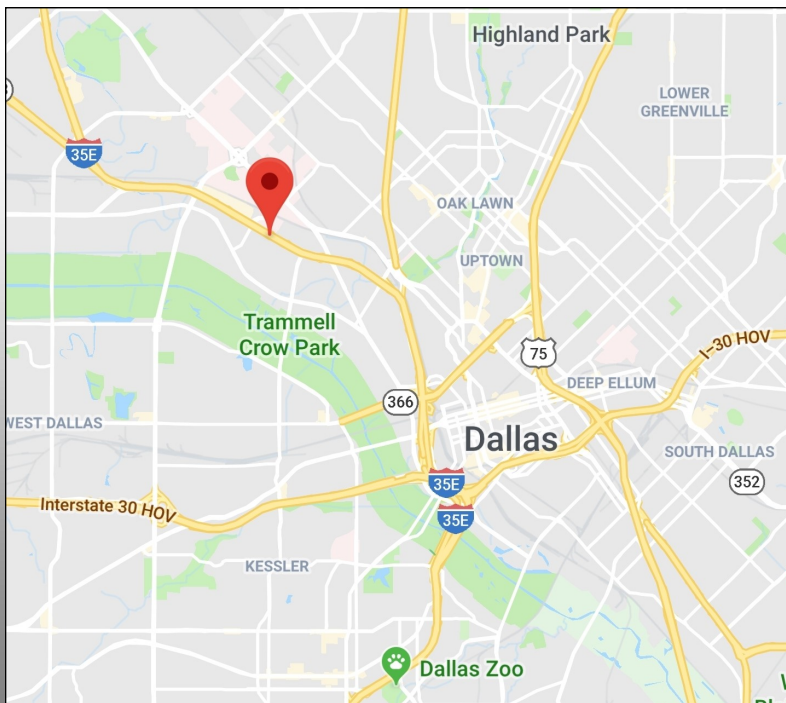 Highland Park
LOWER
GREENVILLE
35E
OAK LAWN
UPTOWN
Trammell
Crow Park
75
I-30 HOV
DEEP ELLUM
366
WEST DALLAS
Dallas
SOUTH DALLAS
352
35E
Interstate 30 HOV
35E
KESSLER
Dallas Zoo